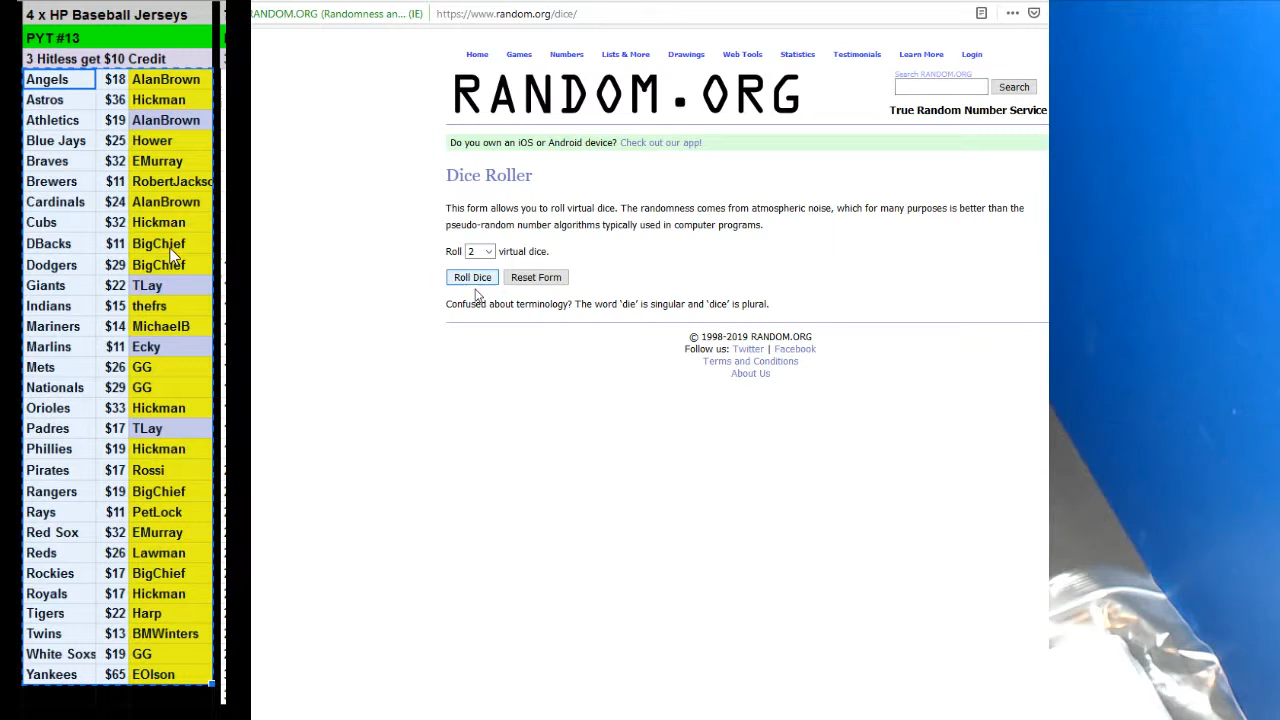 4 x HP Baseball Jerseys
PYT #13
3 Hitless get $10 Credit
Angels $18 AlanBrown
Astros $36 Hickman
Athletics $19 AlanBrown
Blue Jays $25 Hower
Braves $32 EMurray
Brewers $11 RobertJackso
Cardinals $24 AlanBrown
Cubs $32 Hickman
DBacks $11 BigChief
Dodgers $29 BigChief
Giants $22 TLay
Indians $15 thefrs
Mariners $14 MichaelB
Marlins $11 Ecky
Mets $26 GG
Nationals $29 GG
Orioles $33 Hickman
Padres $17 TLay
Phillies $19 Hickman
Pirates $17 Rossi
Rangers $19 BigChief
Rays $11 PetLock
Red Sox $32 EMurray
Reds $26 Lawman
Rockies $17 BigChief
Royals $17 Hickman
Tigers $22 Harp
Twins $13 BMWinters
White Soxs $19 GG
Yankees $65 EOlson
RANDOM.ORG (Randomness an... (IE) https://www.random.org/dice/
Home Games Numbers Lists & More Drawings Web Tools Statistics Testimonials Learn More Login
RANDOM.ORG
Search RANDOM.ORG
Search
True Random Number Service
Do you own an iOS or Android device? Check out our app!
Dice Roller
This form allows you to roll virtual dice. The randomness comes from atmospheric noise, which for many purposes is better than the
pseudo-random number algorithms typically used in computer programs.
Roll 2 virtual dice.
Roll Dice Reset Form
Confused about terminology? The word ‘die’ is singular and ‘dice’ is plural.
© 1998-2019 RANDOM.ORG
Follow us: Twitter | Facebook
Terms and Conditions
About Us